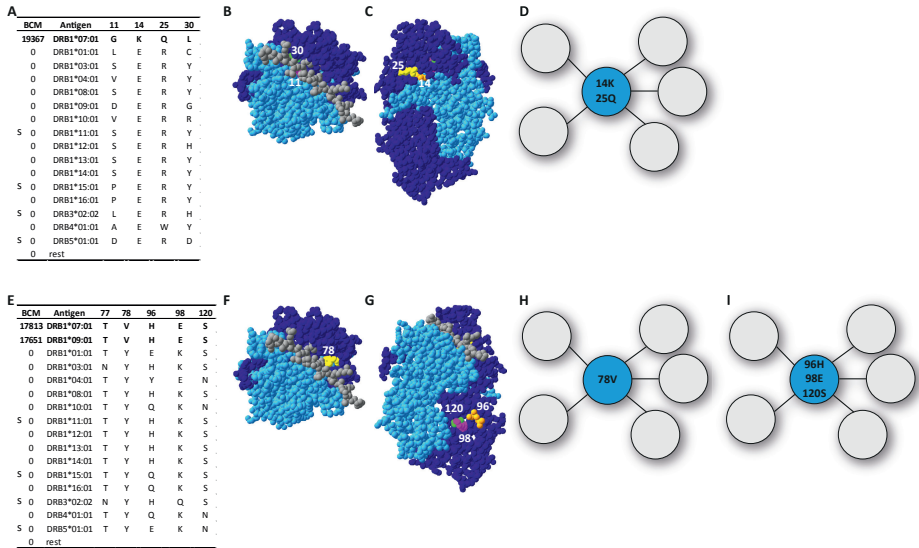 A
BCM Antigen 11 14 25 30
19367 DRB1*07:01 G K Q L
0 DRB1*01:01 L E R C
0 DRB1*03:01 S E R Y
0 DRB1*04:01 V E R Y
0 DRB1*08:01 S E R Y
0 DRB1*09:01 D E R G
0 DRB1*10:01 V E R R
S 0 DRB1*11:01 S E R Y
0 DRB1*12:01 S E R H
0 DRB1*13:01 S E R Y
0 DRB1*14:01 S E R Y
S 0 DRB1*15:01 P E R Y
0 DRB1*16:01 P E R Y
S 0 DRB3*02:02 L E R H
0 DRB4*01:01 A E W Y
S 0 DRB5*01:01 D E R D
0 rest
B
30
11
C
25
14
D
14K
25Q
E
BCM Antigen 77 78 96 98 120
17813 DRB1*07:01 T V H E S
17651 DRB1*09:01 T V H E S
0 DRB1*01:01 T Y E K S
0 DRB1*03:01 N Y H K S
0 DRB1*04:01 T Y Y E N
0 DRB1*08:01 T Y H K S
0 DRB1*10:01 T Y Q K N
S 0 DRB1*11:01 T Y H K S
0 DRB1*12:01 T Y H K S
0 DRB1*13:01 T Y H K S
0 DRB1*14:01 T Y H K S
S 0 DRB1*15:01 T Y Q K S
0 DRB1*16:01 T Y Q K S
S 0 DRB3*02:02 N Y H Q S
0 DRB4*01:01 T Y Q K N
S 0 DRB5*01:01 T Y E K N
0 rest
F
78
G
120
96
98
H
78V
I
96H
98E
120S